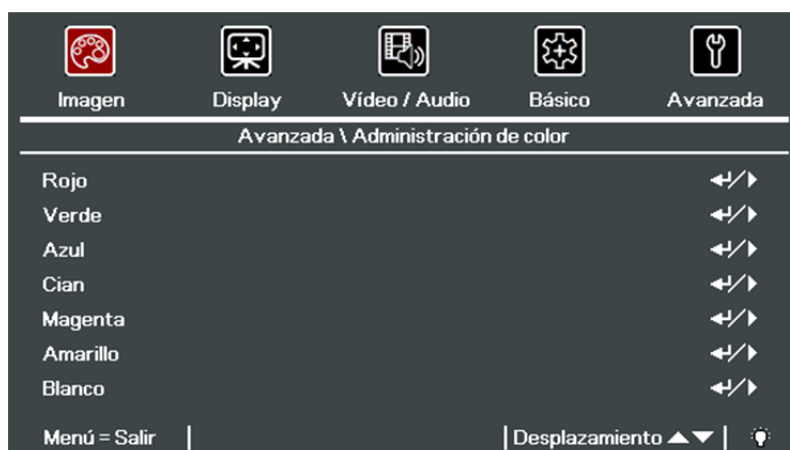 Imagen Display Vídeo / Audio Básico Avanzada
Avanzada \ Administración de color
Rojo
Verde
Azul
Cian
Magenta
Amarillo
Blanco
Menú = Salir Desplazamiento ▲▼